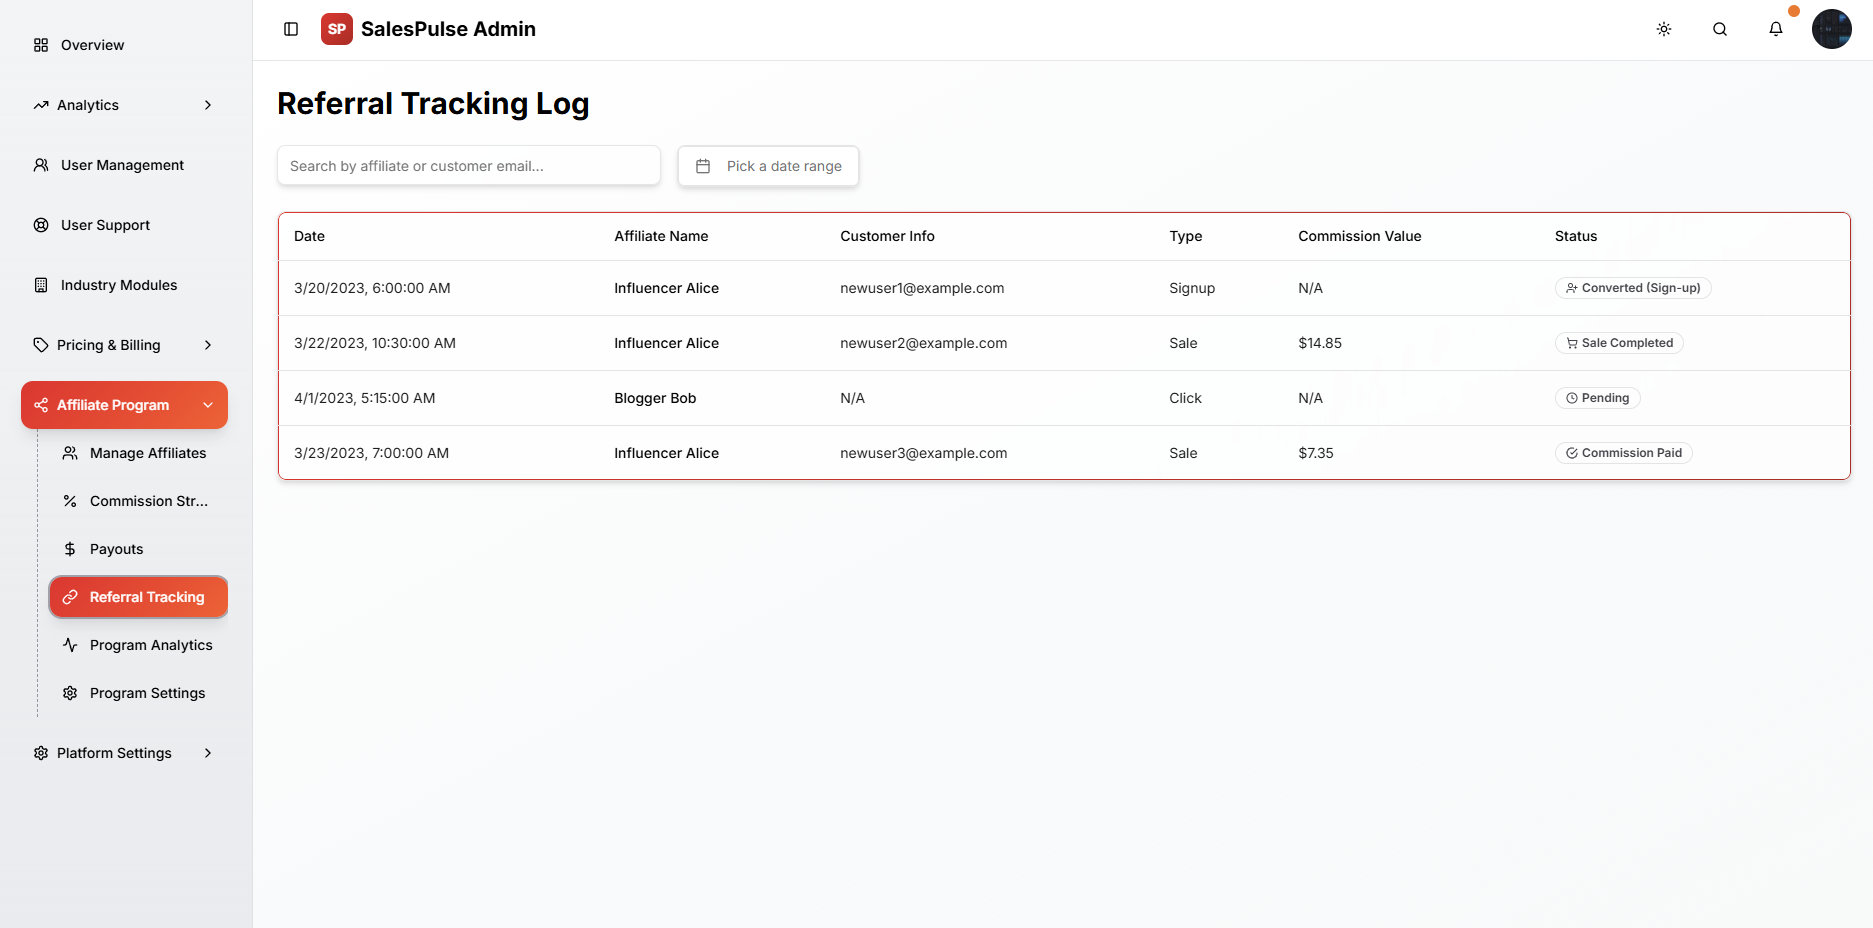 Overview
Analytics
User Management
User Support
Industry Modules
Pricing & Billing
Affiliate Program
Manage Affiliates
Commission Str...
Payouts
Referral Tracking
Program Analytics
Program Settings
Platform Settings
SP SalesPulse Admin
Referral Tracking Log
Search by affiliate or customer email... Pick a date range
Date Affiliate Name Customer Info Type Commission Value Status
3/20/2023, 6:00:00 AM Influencer Alice newuser1@example.com Signup N/A Converted (Sign-up)
3/22/2023, 10:30:00 AM Influencer Alice newuser2@example.com Sale $14.85 Sale Completed
4/1/2023, 5:15:00 AM Blogger Bob N/A Click N/A Pending
3/23/2023, 7:00:00 AM Influencer Alice newuser3@example.com Sale $7.35 Commission Paid